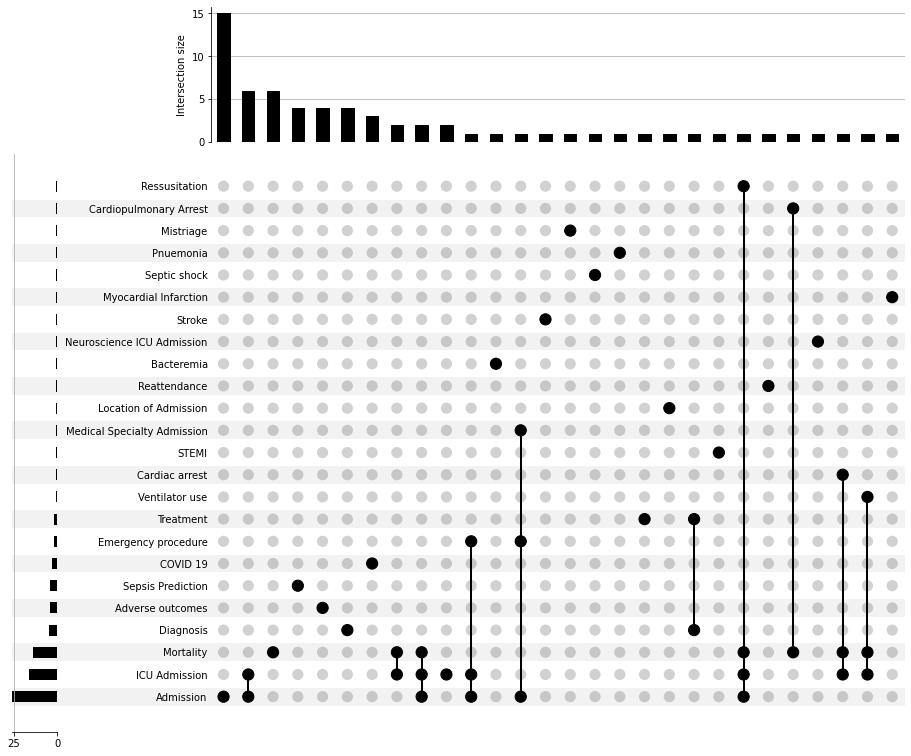 15
10
5
0
Intersection size
Ressusitation
Cardiopulmonary Arrest
Mistriage
Pnuemonia
Septic shock
Myocardial Infarction
Stroke
Neuroscience ICU Admission
Bacteremia
Reattendance
Location of Admission
Medical Specialty Admission
STEMI
Cardiac arrest
Ventilator use
Treatment
Emergency procedure
COVID 19
Sepsis Prediction
Adverse outcomes
Diagnosis
Mortality
ICU Admission
Admission
25 0